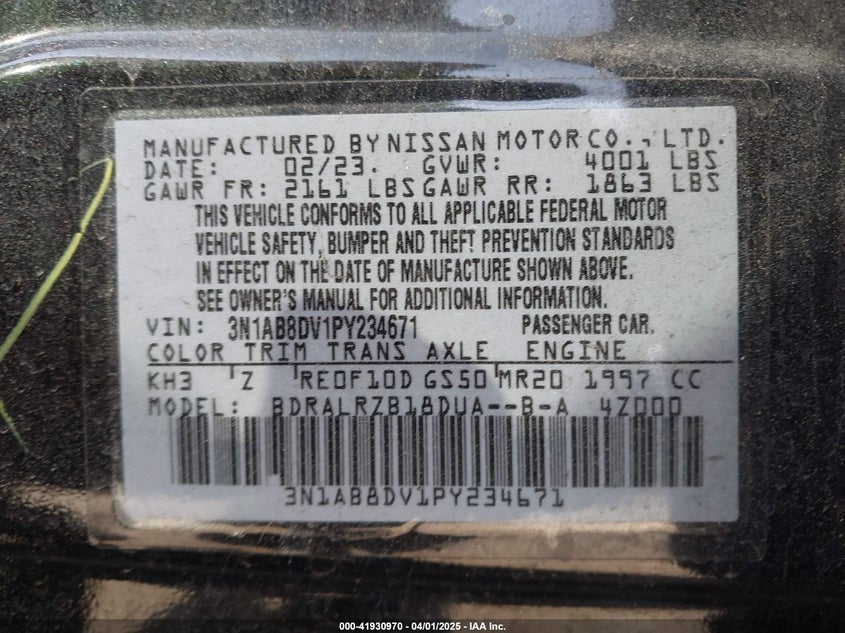 MANUFACTURED BY NISSAN MOTOR CO., LTD.
DATE: 02/23. GVWR: 4001 LBS
GAWR FR: 2161 LBS GAWR RR: 1863 LBS
THIS VEHICLE CONFORMS TO ALL APPLICABLE FEDERAL MOTOR
VEHICLE SAFETY, BUMPER AND THEFT PREVENTION STANDARDS
IN EFFECT ON THE DATE OF MANUFACTURE SHOWN ABOVE.
SEE OWNER'S MANUAL FOR ADDITIONAL INFORMATION.
VIN: 3N1AB8DV1PY234671 PASSENGER CAR.
COLOR TRIM TRANS AXLE ENGINE
KH3 Z RE0F10D GS50 MR20 1997 CC
MODEL: BDRALRZB18DUA--B-A 4Z000
3N1AB8DV1PY234671
000-41930970 - 04/01/2025 - IAA Inc.